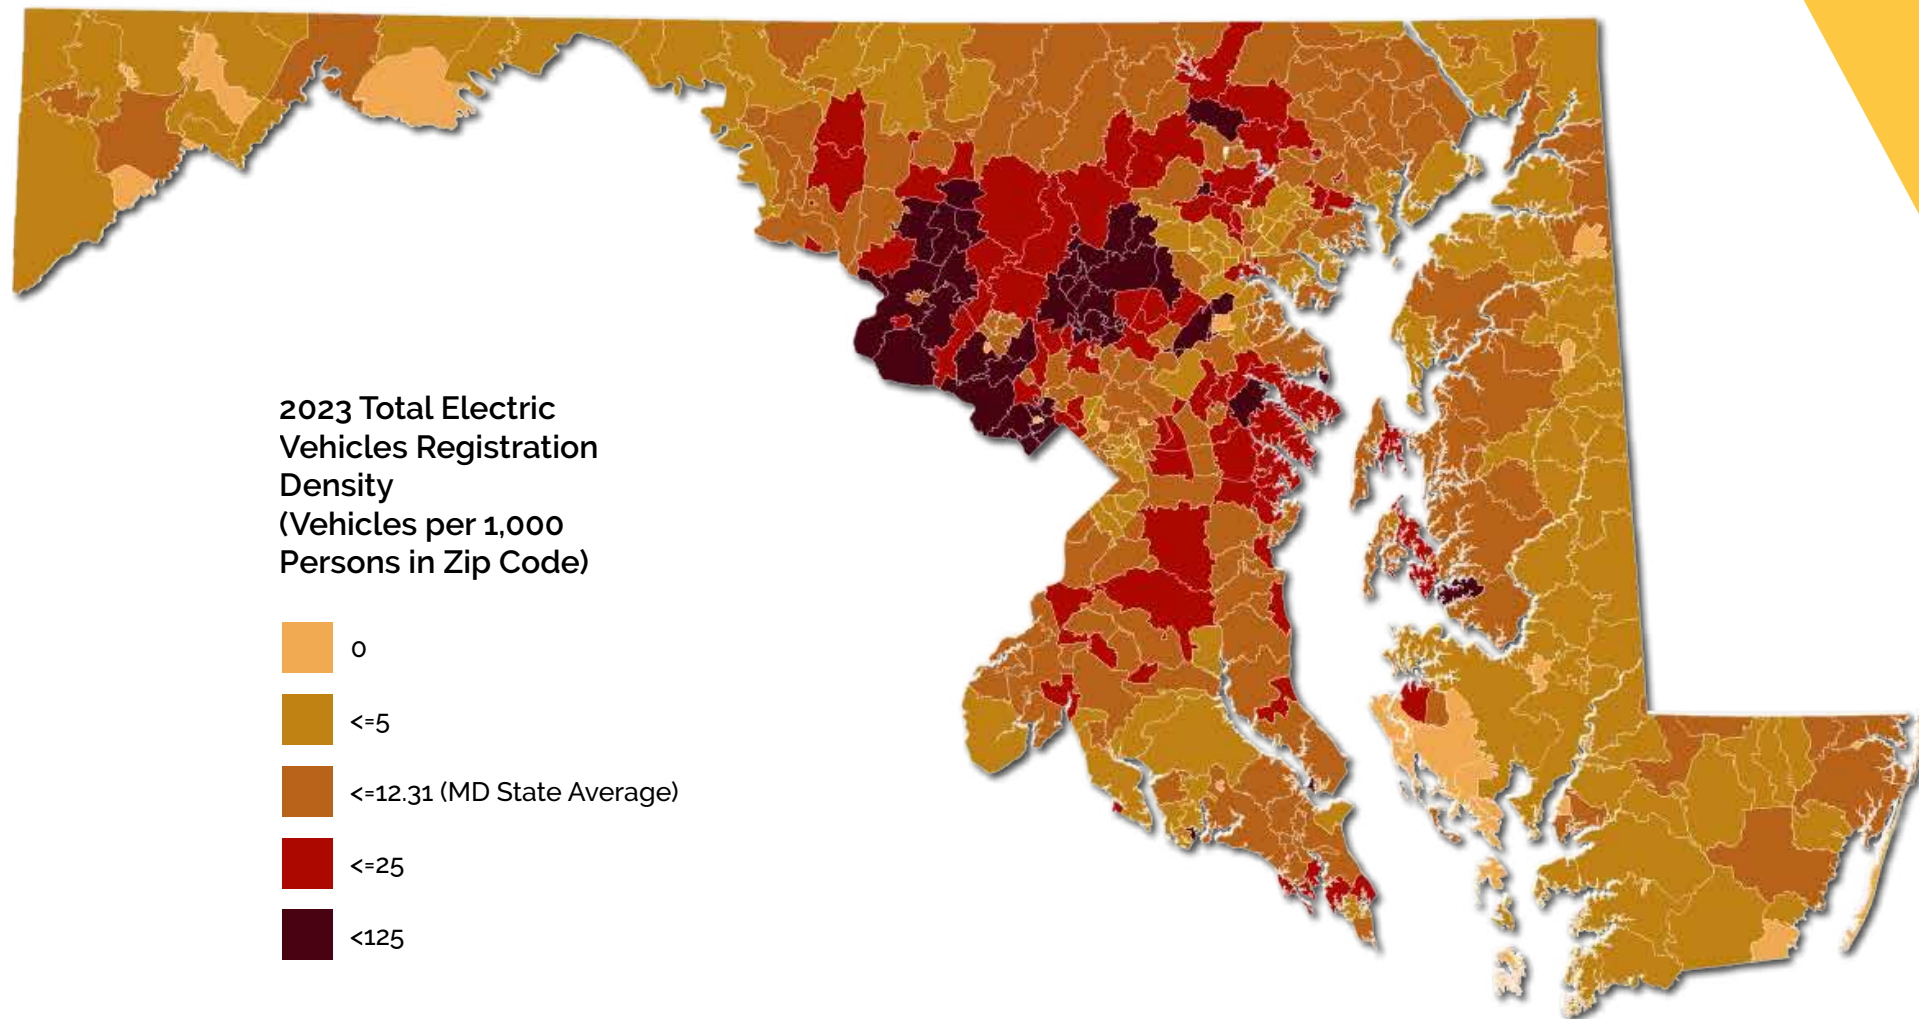 2023 Total Electric
Vehicles Registration
Density
(Vehicles per 1,000
Persons in Zip Code)
0
<=5
<=12.31 (MD State Average)
<=25
<125